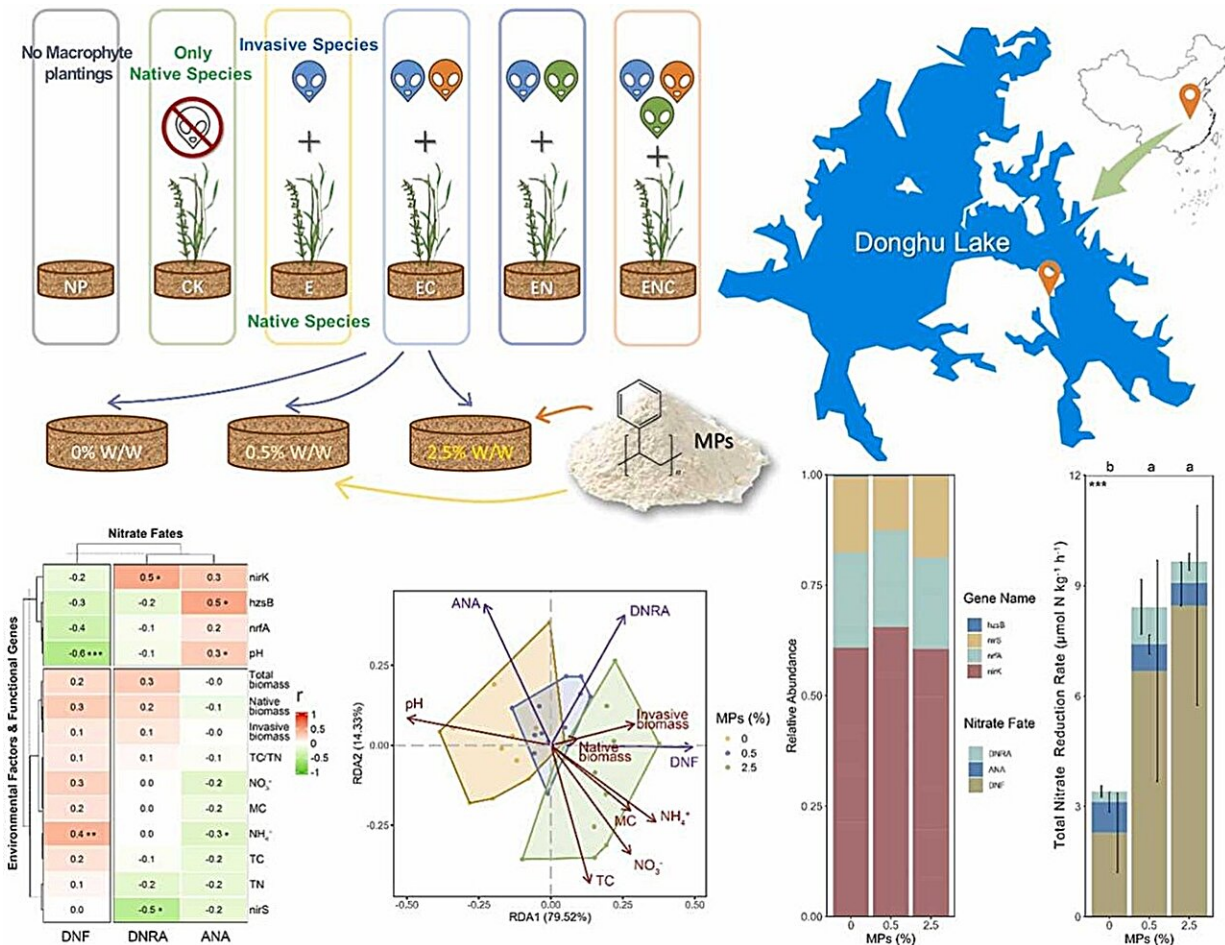 No Macrophyte
plantings
Only
Native Species
Invasive Species
+
+
+
+
NP
CK
E
EC
EN
ENC
Native Species
Donghu Lake
0% W/W
0.5% W/W
2.5% W/W
n
MPs
Nitrate Fates
Environmental Factors & Functional Genes
-0.2 0.5 * 0.3 nirK
-0.3 -0.2 0.5 * hzsB
-0.4 -0.1 0.2 nrfA
-0.6 *** -0.1 0.3 * pH
0.2 0.3 -0.0 Total biomass
0.3 0.2 -0.1 Native biomass
0.1 0.1 -0.0 Invasive biomass
0.1 0.1 -0.1 TC/TN
0.3 0.0 -0.2 NO₃⁻
0.2 0.0 -0.2 MC
0.4 ** 0.0 -0.3 * NH₄⁻
0.2 -0.1 -0.2 TC
0.1 -0.2 -0.2 TN
0.0 -0.5 * -0.2 nirS
DNF DNRA ANA
r
1
0.5
0
-0.5
-1
RDA2 (14.33%)
0.25
0.00
-0.25
ANA
DNRA
pH
Invasive
biomass
Native
biomass
DNF
MC
NH₄⁺
NO₃⁻
TC
-0.50 -0.25 0.00 0.25 0.50
RDA1 (79.52%)
MPs (%)
0
0.5
2.5
Relative Abundance
1.00
0.75
0.50
0.25
0.00
0 0.5 2.5
MPs (%)
Gene Name
hzsB
nirS
nrfA
nirK
Nitrate Fate
DNRA
ANA
DNF
Total Nitrate Reduction Rate (μmol N kg⁻¹ h⁻¹)
b a a
***
12
9
6
3
0
0 0.5 2.5
MPs (%)